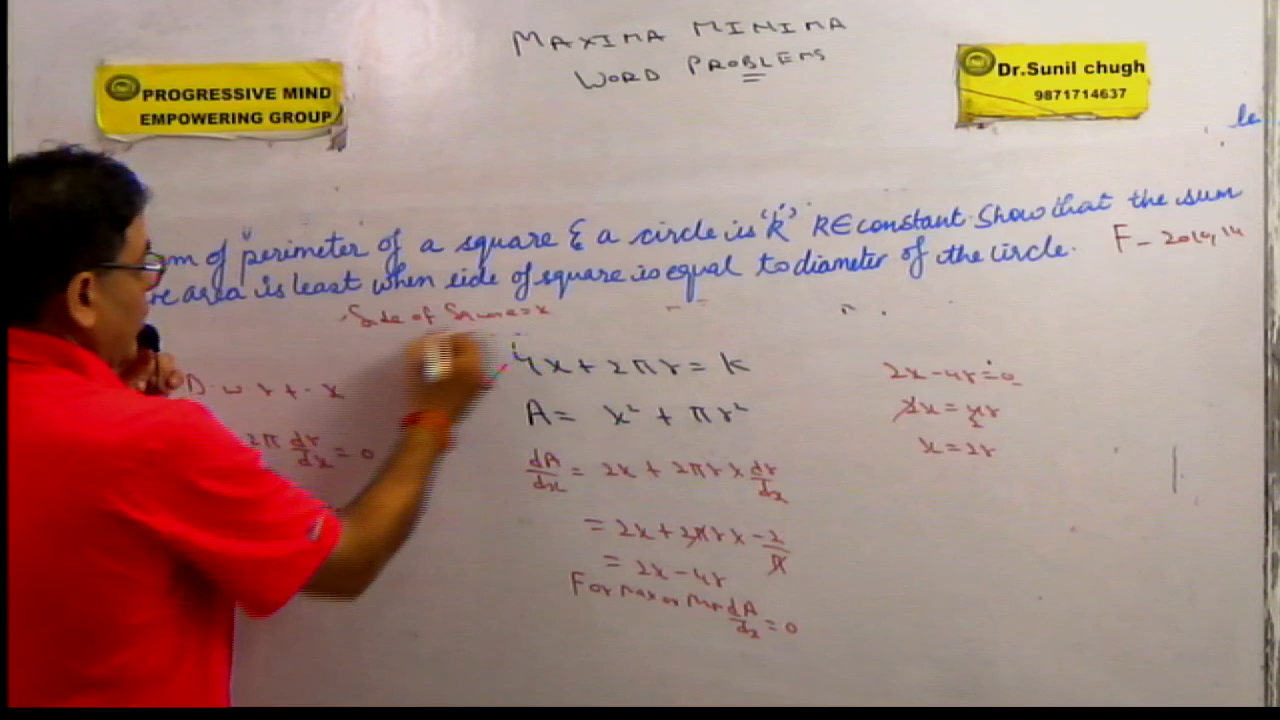 MAXIMA MINIMA
WORD PROBLEMS
PROGRESSIVE MIND
EMPOWERING GROUP
Dr.Sunil chugh
9871714637
le
of perimeter of a square & a circle is 'k' K∈constant. Show that the sum
area is least when side of square is equal to diameter of the circle.
F - 2010, 14
Side of Square = x
4x + 2πr = k
A = x² + πr²
dA/dx = 2x + 2πr × dr/dx
= 2x + 2πr × -2/π
= 2x - 4r
For max or min dA/dx = 0
D. w r t. x
2π dr/dx = 0
2x - 4r = 0
2x = 4r
x = 2r